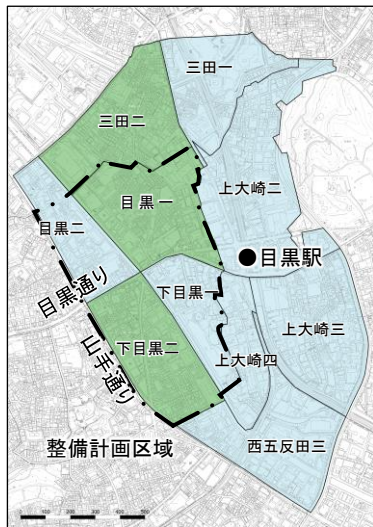 三田一
三田二
上大崎二
目黒一
目黒二
●目黒駅
目黒通り
下目黒一
上大崎三
下目黒二
山手通り
上大崎四
整備計画区域
西五反田三